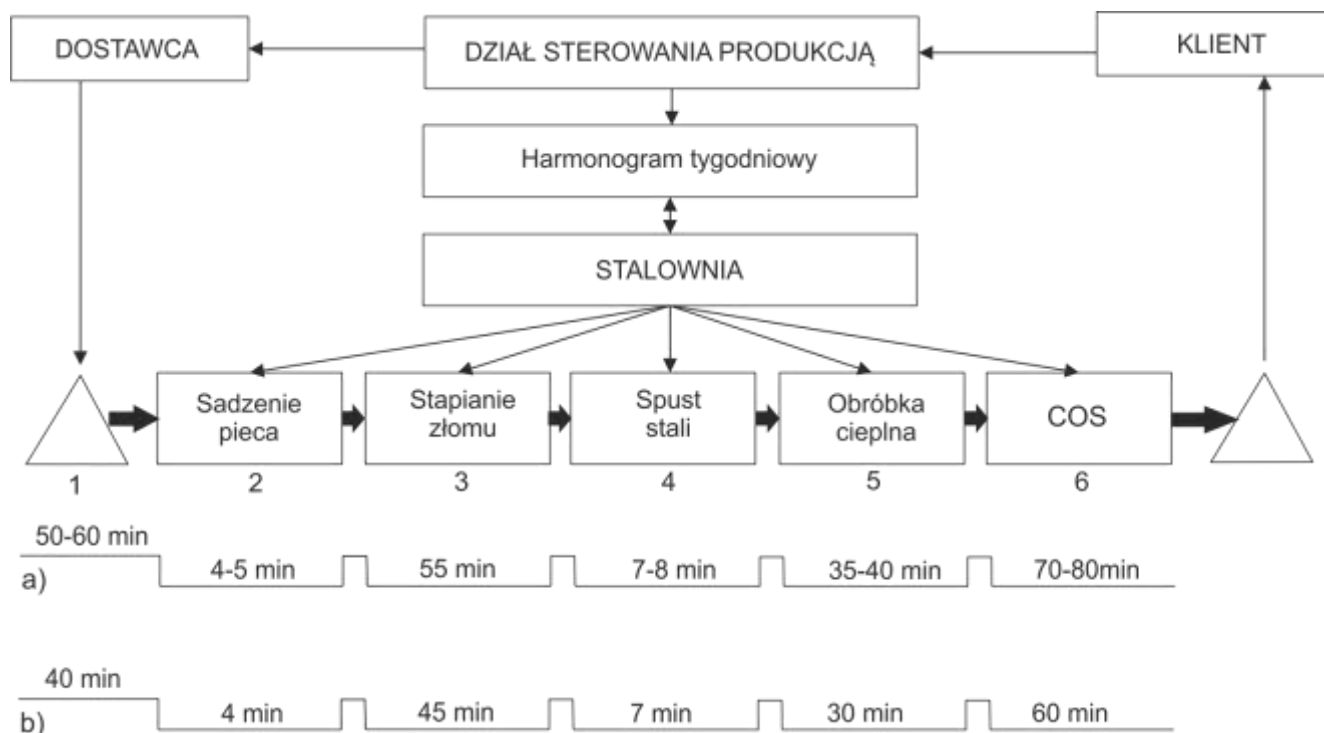 DOSTAWCA
DZIAŁ STEROWANIA PRODUKCJĄ
KLIENT
Harmonogram tygodniowy
STALOWNIA
Sadzenie
pieca
Stapianie
złomu
Spust
stali
Obróbka
cieplna
COS
1
2
3
4
5
6
50-60 min
a)
4-5 min
55 min
7-8 min
35-40 min
70-80min
40 min
b)
4 min
45 min
7 min
30 min
60 min